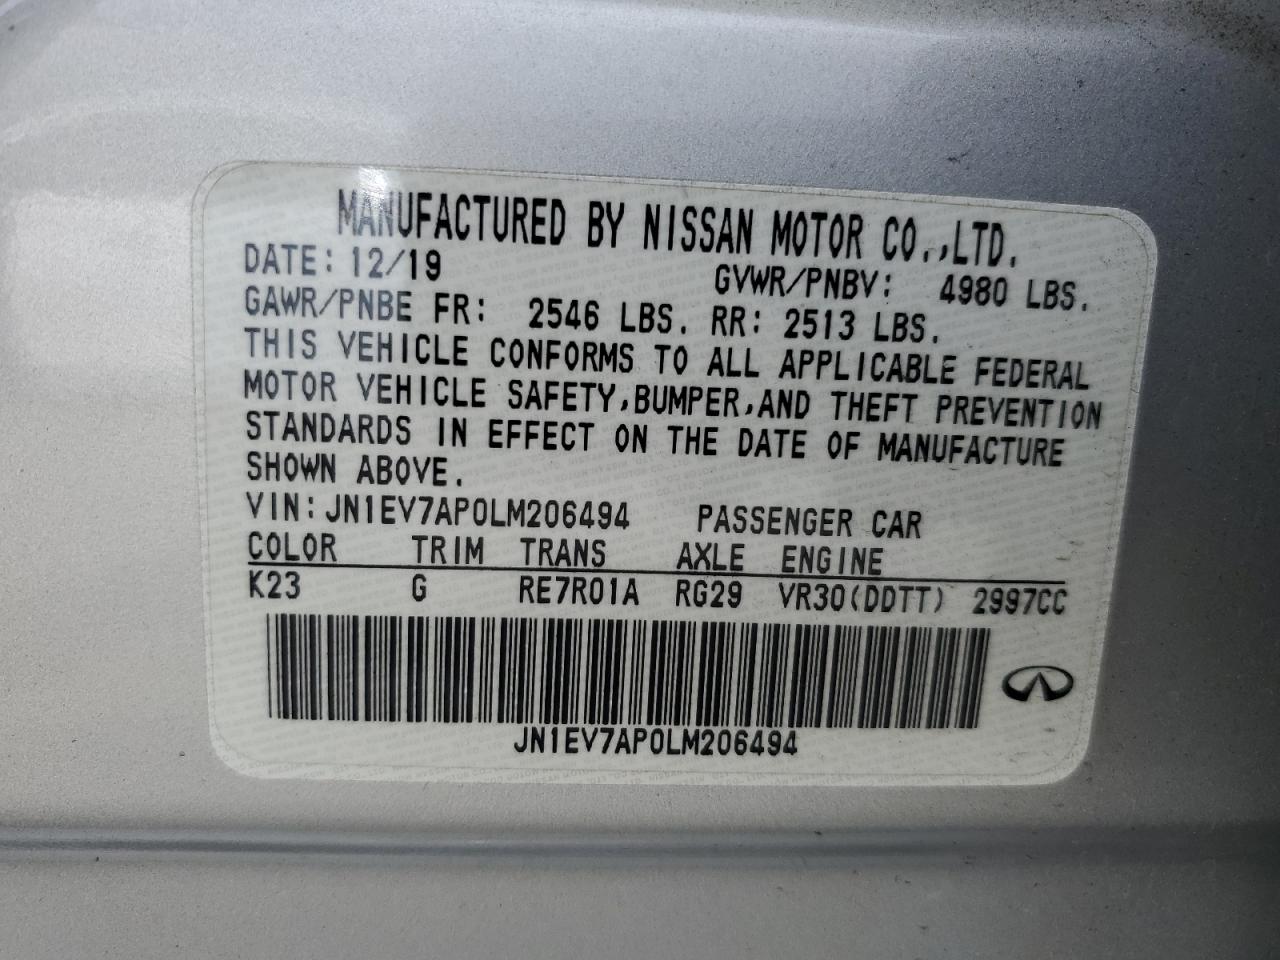 MANUFACTURED BY NISSAN MOTOR CO.,LTD.
DATE: 12/19 GVWR/PNBV: 4980 LBS.
GAWR/PNBE FR: 2546 LBS. RR: 2513 LBS.
THIS VEHICLE CONFORMS TO ALL APPLICABLE FEDERAL
MOTOR VEHICLE SAFETY,BUMPER,AND THEFT PREVENTION
STANDARDS IN EFFECT ON THE DATE OF MANUFACTURE
SHOWN ABOVE.
VIN:JN1EV7AP0LM206494 PASSENGER CAR
COLOR TRIM TRANS AXLE ENGINE
K23 G RE7R01A RG29 VR30(DDTT) 2997CC
JN1EV7AP0LM206494